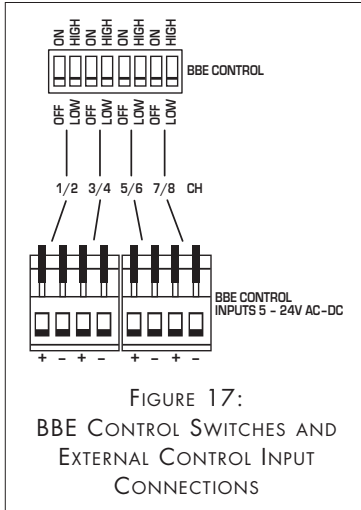 ON HIGH ON HIGH ON HIGH ON HIGH
BBE CONTROL
OFF LOW OFF LOW OFF LOW OFF LOW
1/2 3/4 5/6 7/8 CH
BBE CONTROL
INPUTS 5 - 24V AC-DC
+ - + - + - + -
FIGURE 17:
BBE CONTROL SWITCHES AND
EXTERNAL CONTROL INPUT
CONNECTIONS